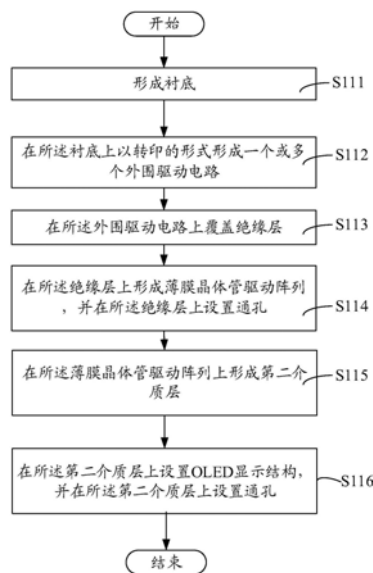 开始
形成衬底
S111
在所述衬底上以转印的形式形成一个或多
个外围驱动电路
S112
在所述外围驱动电路上覆盖绝缘层
S113
在所述绝缘层上形成薄膜晶体管驱动阵列
，并在所述绝缘层上设置通孔
S114
在所述薄膜晶体管驱动阵列上形成第二介
质层
S115
在所述第二介质层上设置OLED显示结构，
并在所述第二介质层上设置通孔
S116
结束